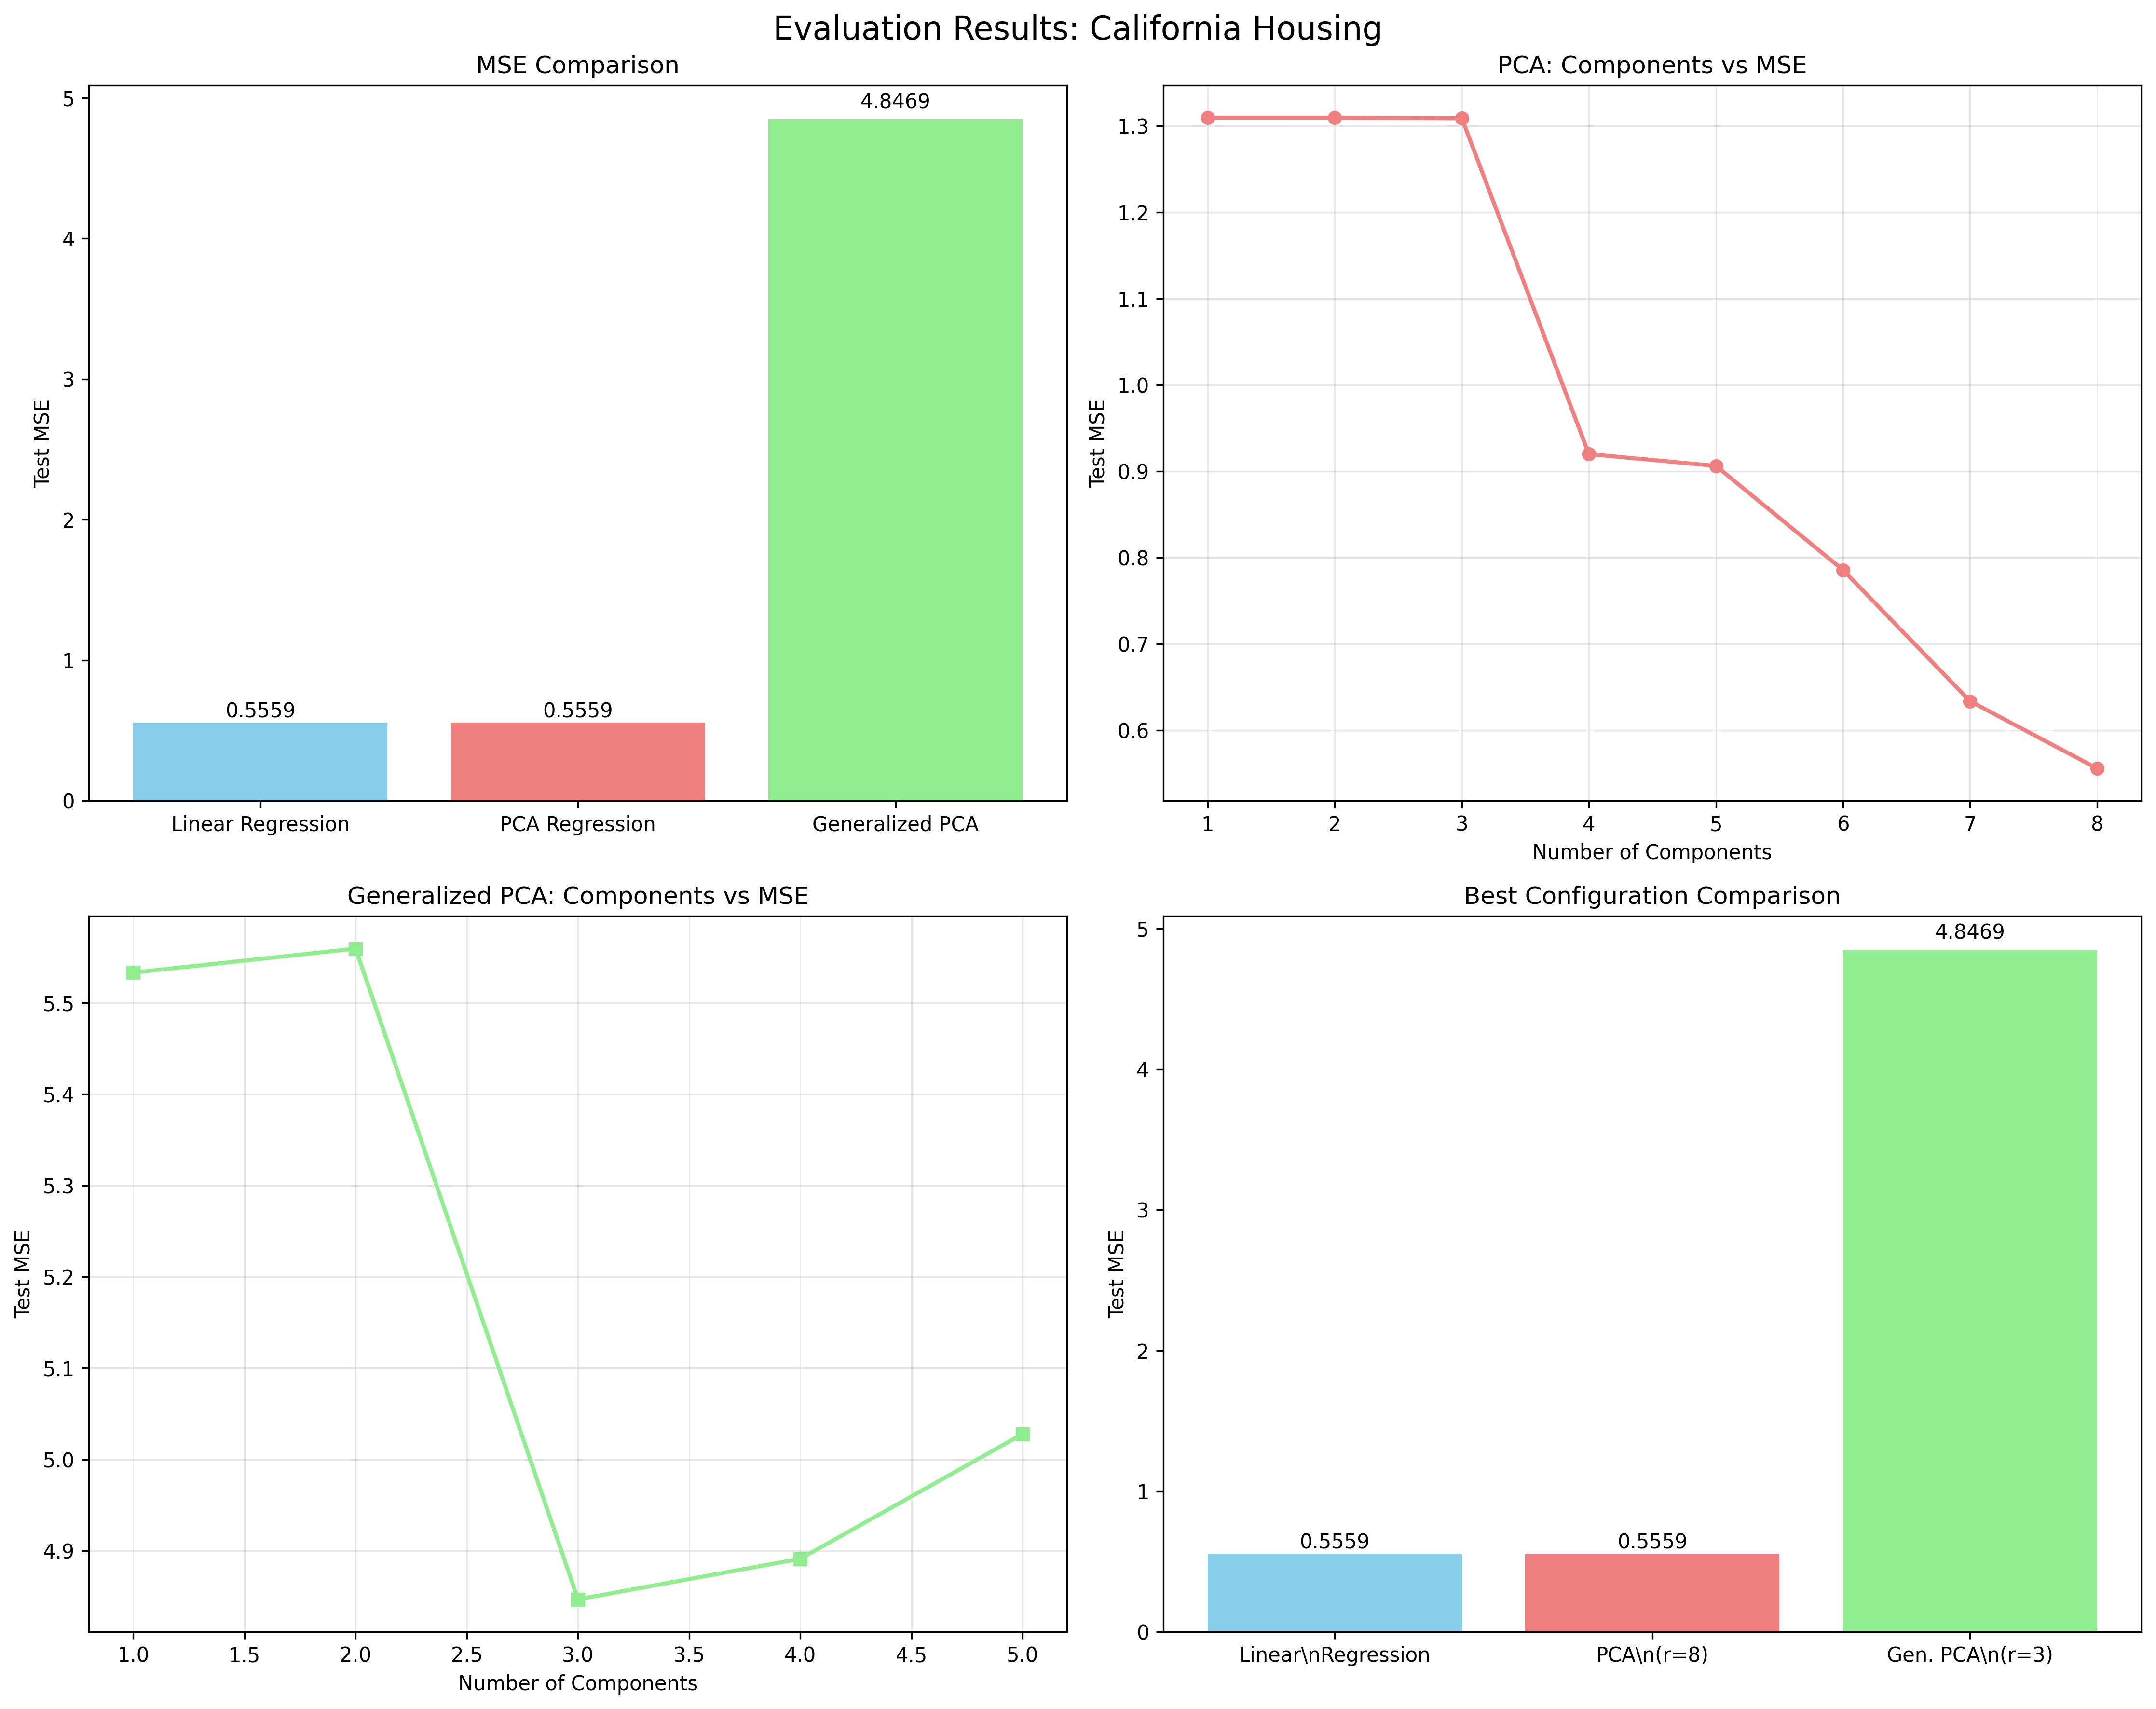 Evaluation Results: California Housing
MSE Comparison
Test MSE
5
4
3
2
1
0
0.5559
0.5559
4.8469
Linear Regression
PCA Regression
Generalized PCA
PCA: Components vs MSE
Test MSE
1.3
1.2
1.1
1.0
0.9
0.8
0.7
0.6
1 2 3 4 5 6 7 8
Number of Components
Generalized PCA: Components vs MSE
Test MSE
5.5
5.4
5.3
5.2
5.1
5.0
4.9
1.0 1.5 2.0 2.5 3.0 3.5 4.0 4.5 5.0
Number of Components
Best Configuration Comparison
Test MSE
5
4
3
2
1
0
0.5559
0.5559
4.8469
Linear\nRegression
PCA\n(r=8)
Gen. PCA\n(r=3)